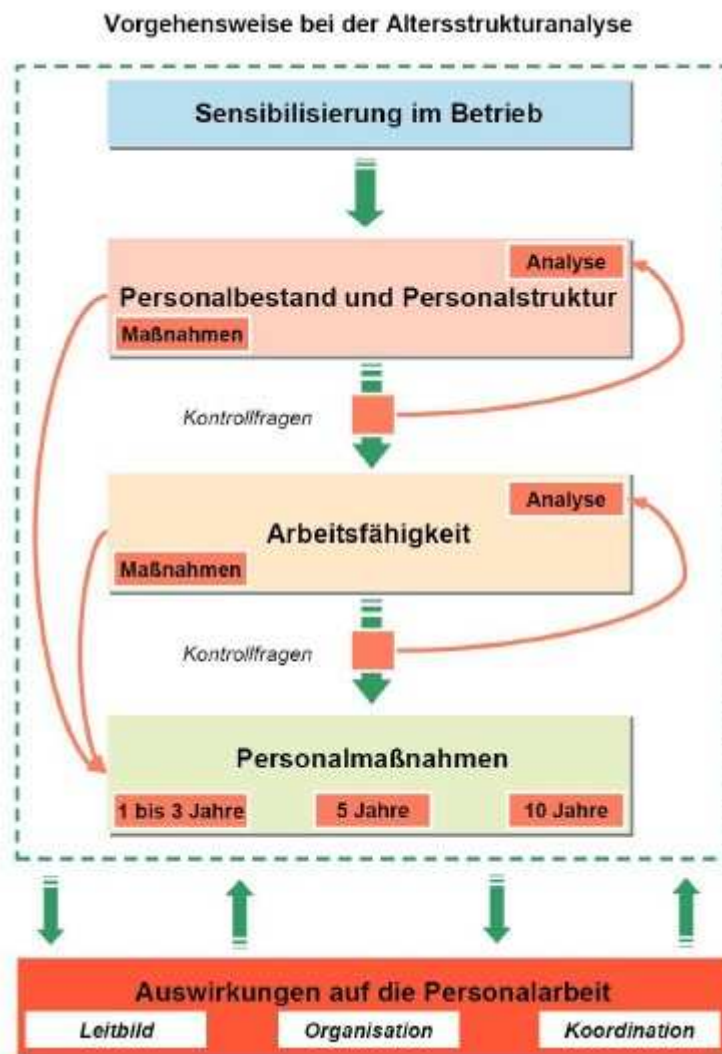 Vorgehensweise bei der Altersstrukturanalyse
Sensibilisierung im Betrieb
Analyse
Personalbestand und Personalstruktur
Maßnahmen
Kontrollfragen
Analyse
Arbeitsfähigkeit
Maßnahmen
Kontrollfragen
Personalmaßnahmen
1 bis 3 Jahre
5 Jahre
10 Jahre
Auswirkungen auf die Personalarbeit
Leitbild
Organisation
Koordination